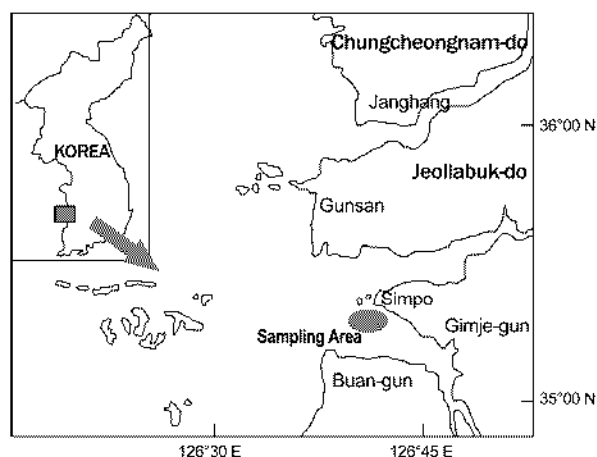 Chungcheongnam-do
Janghang
36°00 N
KOREA
Jeollabuk-do
Gunsan
Simpo
Gimje-gun
Sampling Area
Buan-gun
35°00 N
126°30 E
126°45 E